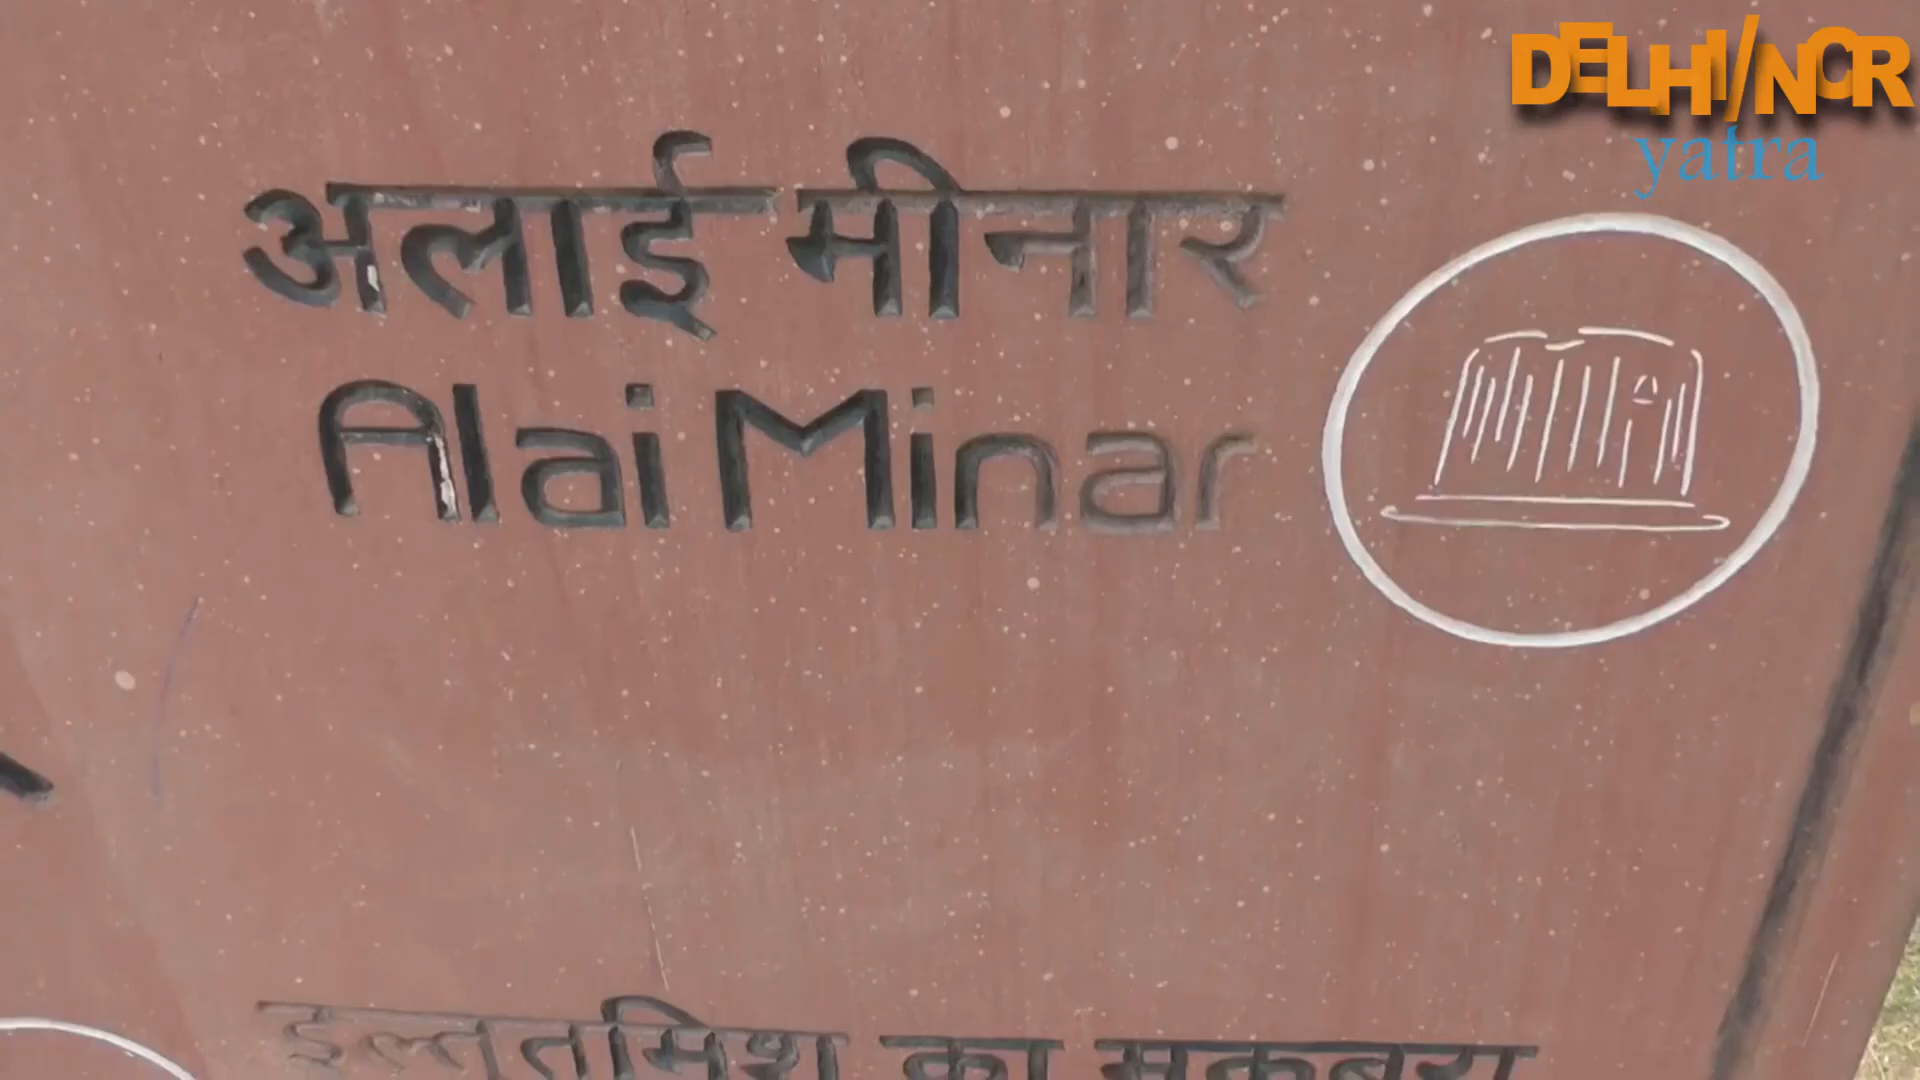 DELHI/NCR
yatra
अलाई मीनार
Alai Minar
इल्तुतमिश का मकबरा